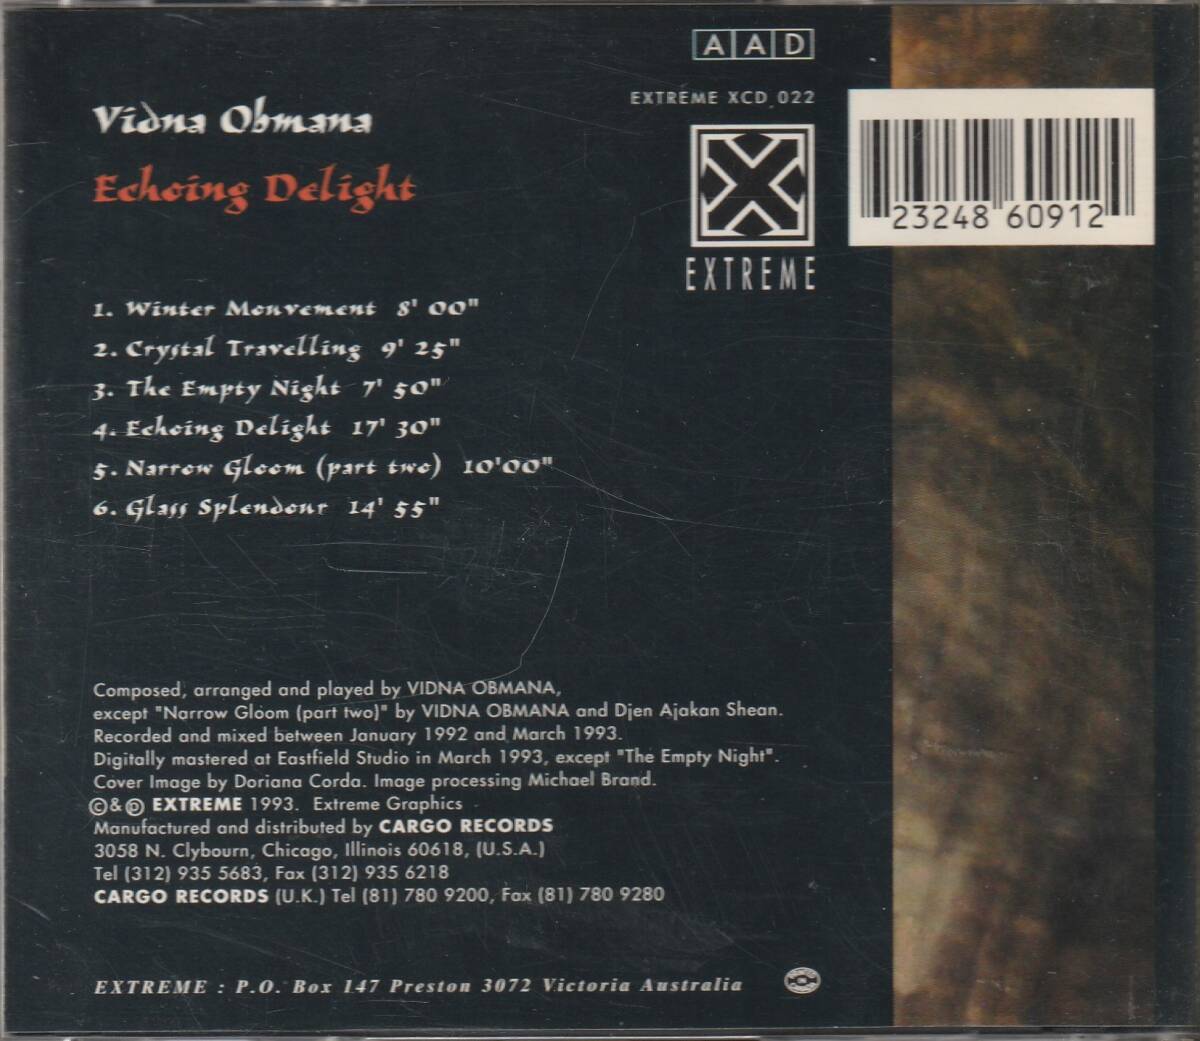 AAD
EXTREME XCD 022
Vidna Obmana
Echoing Delight
EXTREME
23248 60912
1. Winter Mouvement 8' 00"
2. Crystal Travelling 9' 25"
3. The Empty Night 7' 50"
4. Echoing Delight 17' 30"
5. Narrow Gloom (part two) 10'00"
6. Glass Splendour 14' 55"
Composed, arranged and played by VIDNA OBMANA,
except "Narrow Gloom (part two)" by VIDNA OBMANA and Djen Ajakan Shean.
Recorded and mixed between January 1992 and March 1993.
Digitally mastered at Eastfield Studio in March 1993, except "The Empty Night".
Cover Image by Doriana Corda. Image processing Michael Brand.
©&℗ EXTREME 1993. Extreme Graphics
Manufactured and distributed by CARGO RECORDS
3058 N. Clybourn, Chicago, Illinois 60618, (U.S.A.)
Tel (312) 935 5683, Fax (312) 935 6218
CARGO RECORDS (U.K.) Tel (81) 780 9200, Fax (81) 780 9280
EXTREME : P.O. Box 147 Preston 3072 Victoria Australia